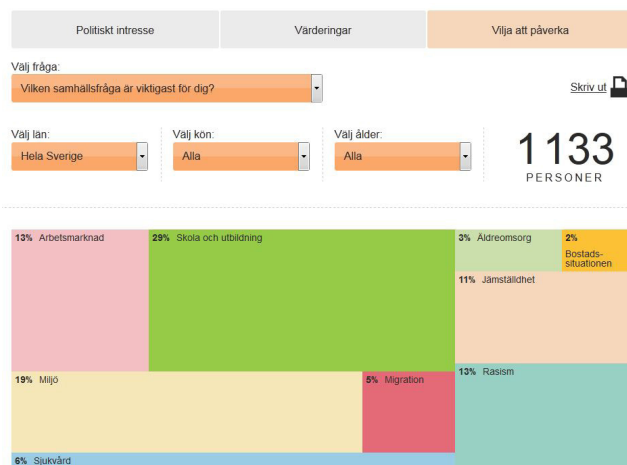 Politiskt intresse
Värderingar
Vilja att påverka
Välj fråga:
Vilken samhällsfråga är viktigast för dig?
Skriv ut
Välj län:
Välj kön:
Välj ålder:
Hela Sverige
Alla
Alla
1133
PERSONER
13% Arbetsmarknad
29% Skola och utbildning
3% Äldreomsorg
2%
Bostads-
situationen
11% Jämställdhet
19% Miljö
5% Migration
13% Rasism
6% Sjukvård